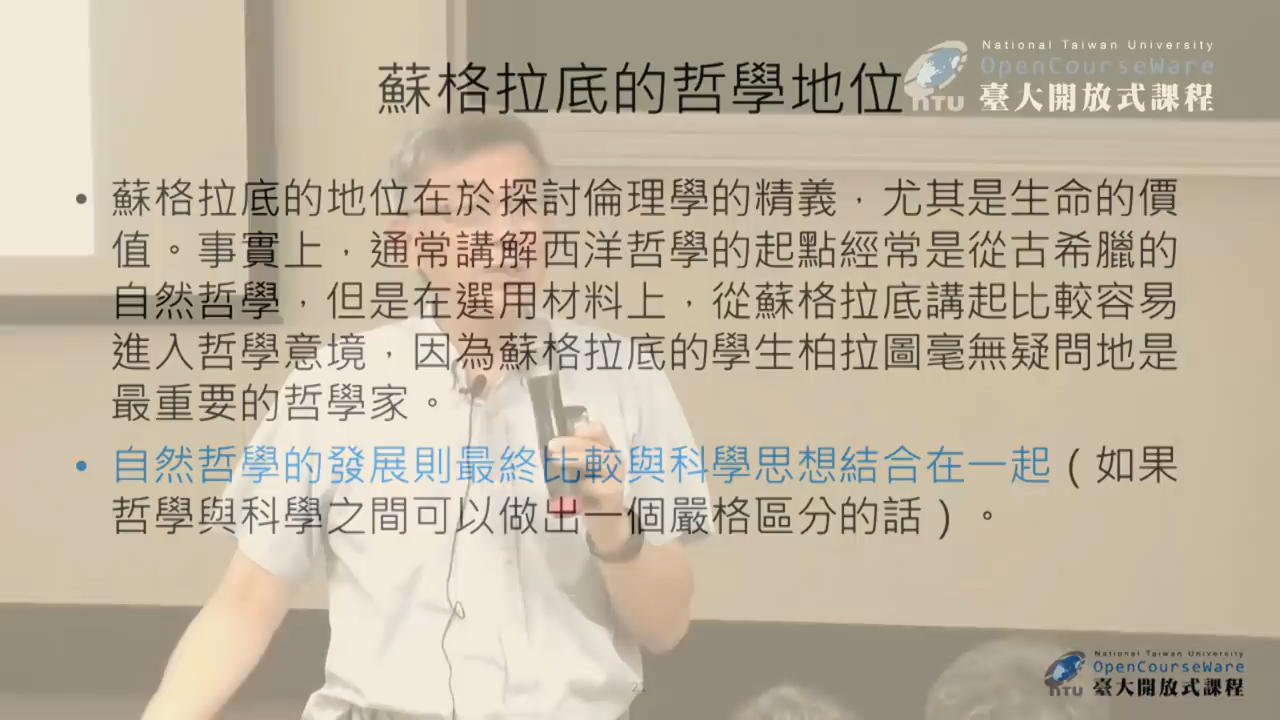 National Taiwan University
OpenCourseWare
NTU 臺大開放式課程
蘇格拉底的哲學地位
• 蘇格拉底的地位在於探討倫理學的精義，尤其是生命的價
值。事實上，通常講解西洋哲學的起點經常是從古希臘的
自然哲學，但是在選用材料上，從蘇格拉底講起比較容易
進入哲學意境，因為蘇格拉底的學生柏拉圖毫無疑問地是
最重要的哲學家。
• 自然哲學的發展則最終比較與科學思想結合在一起（如果
哲學與科學之間可以做出一個嚴格區分的話）。
National Taiwan University
OpenCourseWare
NTU 臺大開放式課程